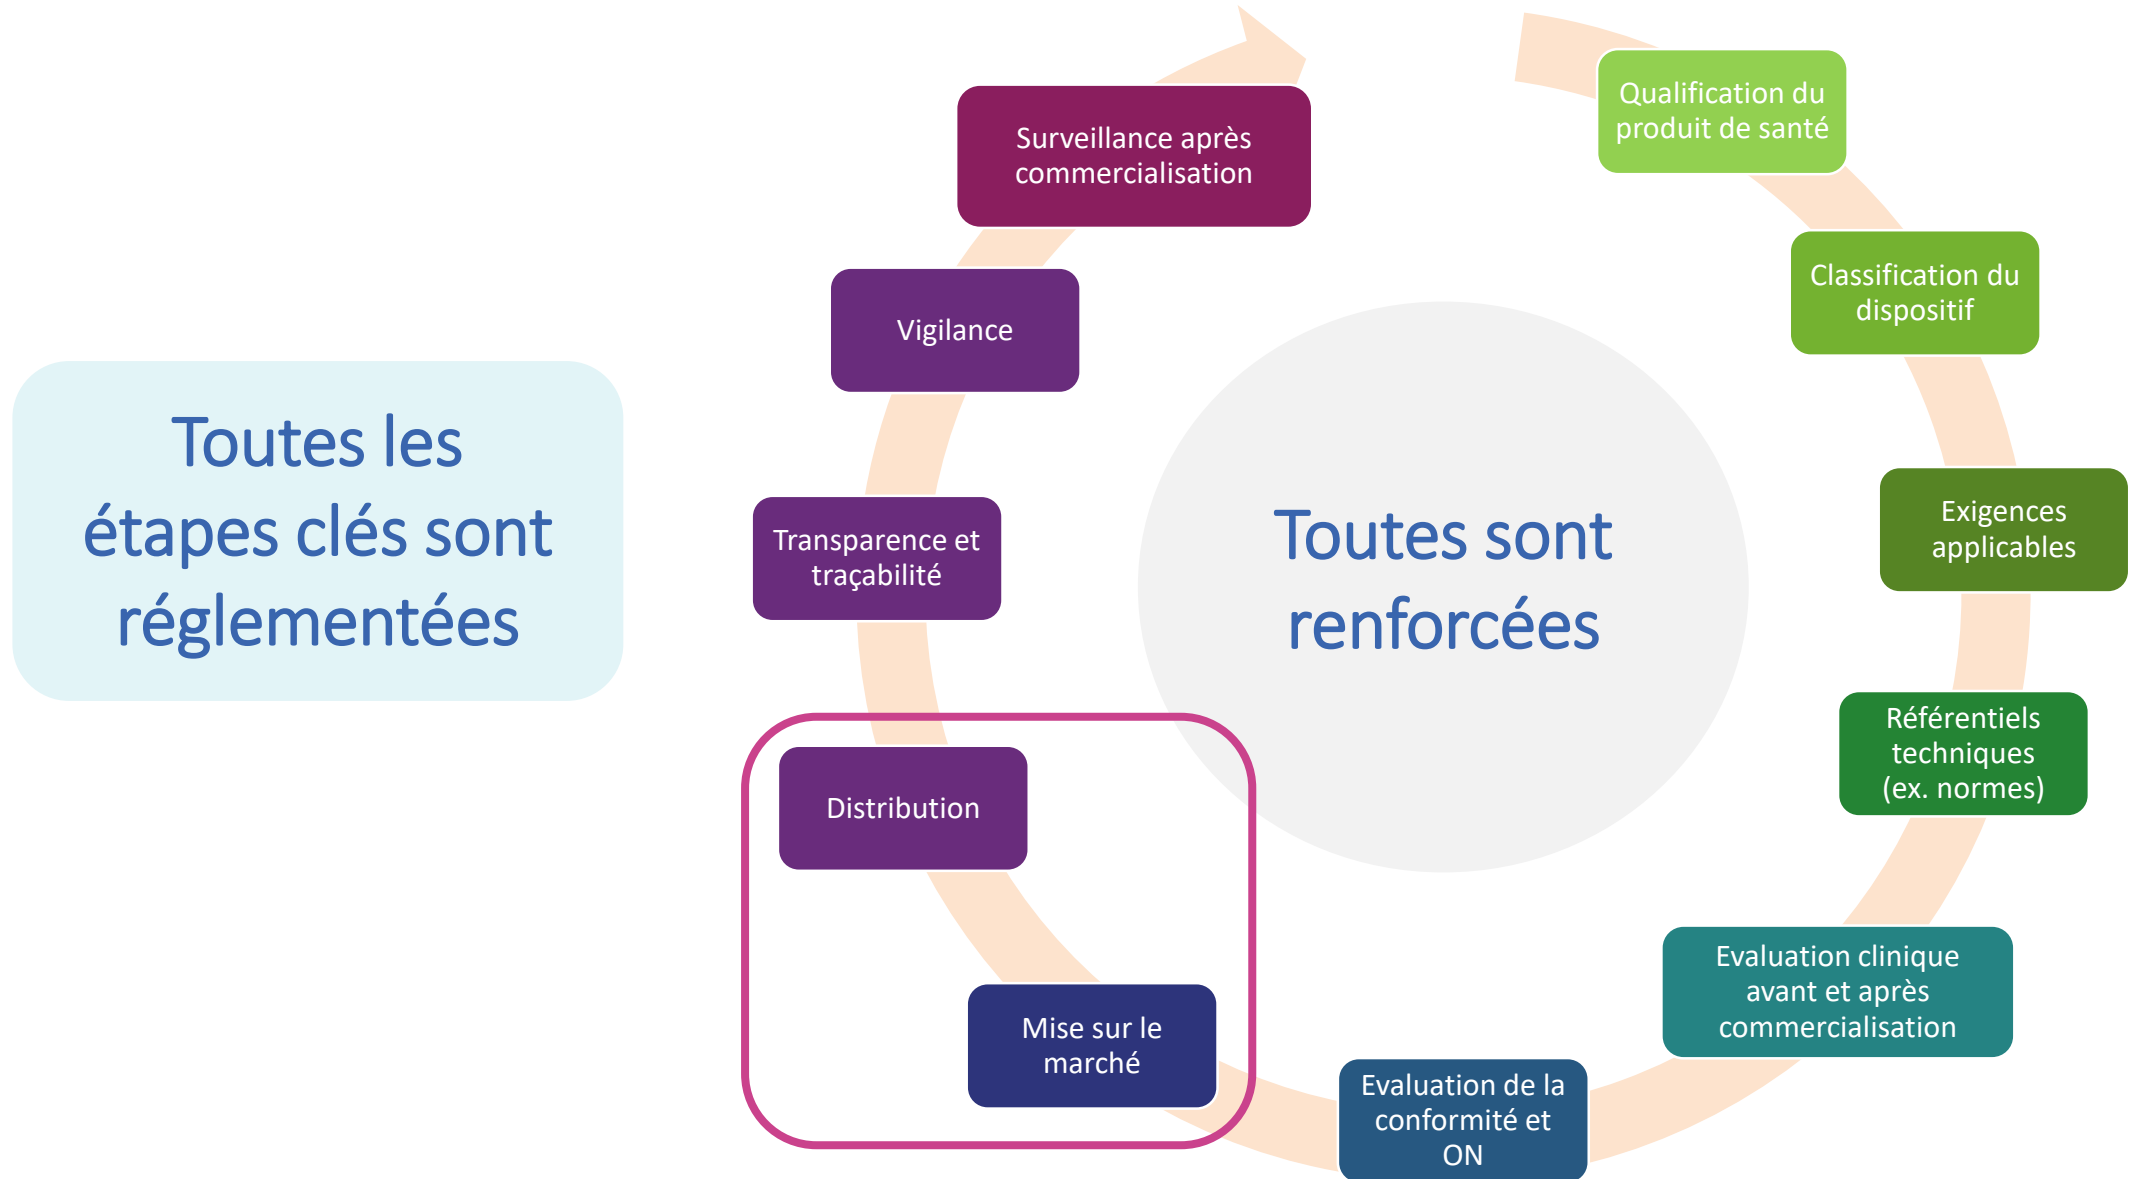 Toutes les
étapes clés sont
réglementées
Toutes sont
renforcées
Qualification du
produit de santé
Classification du
dispositif
Exigences
applicables
Référentiels
techniques
(ex. normes)
Evaluation clinique
avant et après
commercialisation
Evaluation de la
conformité et
ON
Mise sur le
marché
Distribution
Transparence et
traçabilité
Vigilance
Surveillance après
commercialisation